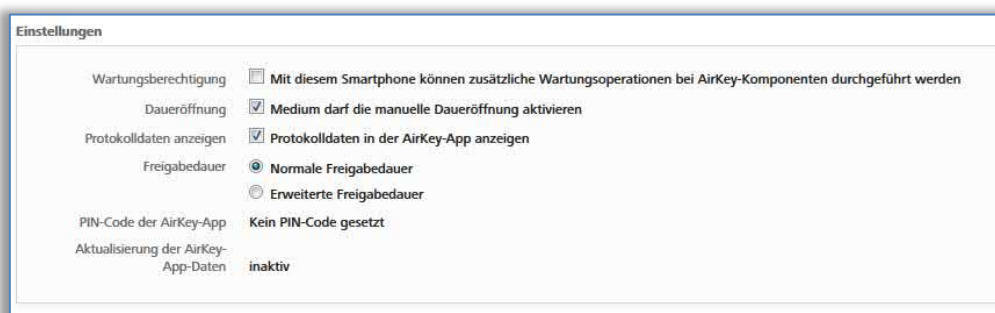 Einstellungen
Wartungsberechtigung Mit diesem Smartphone können zusätzliche Wartungsoperationen bei AirKey-Komponenten durchgeführt werden
Daueröffnung Medium darf die manuelle Daueröffnung aktivieren
Protokolldaten anzeigen Protokolldaten in der AirKey-App anzeigen
Freigabedauer Normale Freigabedauer
Erweiterte Freigabedauer
PIN-Code der AirKey-App Kein PIN-Code gesetzt
Aktualisierung der AirKey-
App-Daten inaktiv